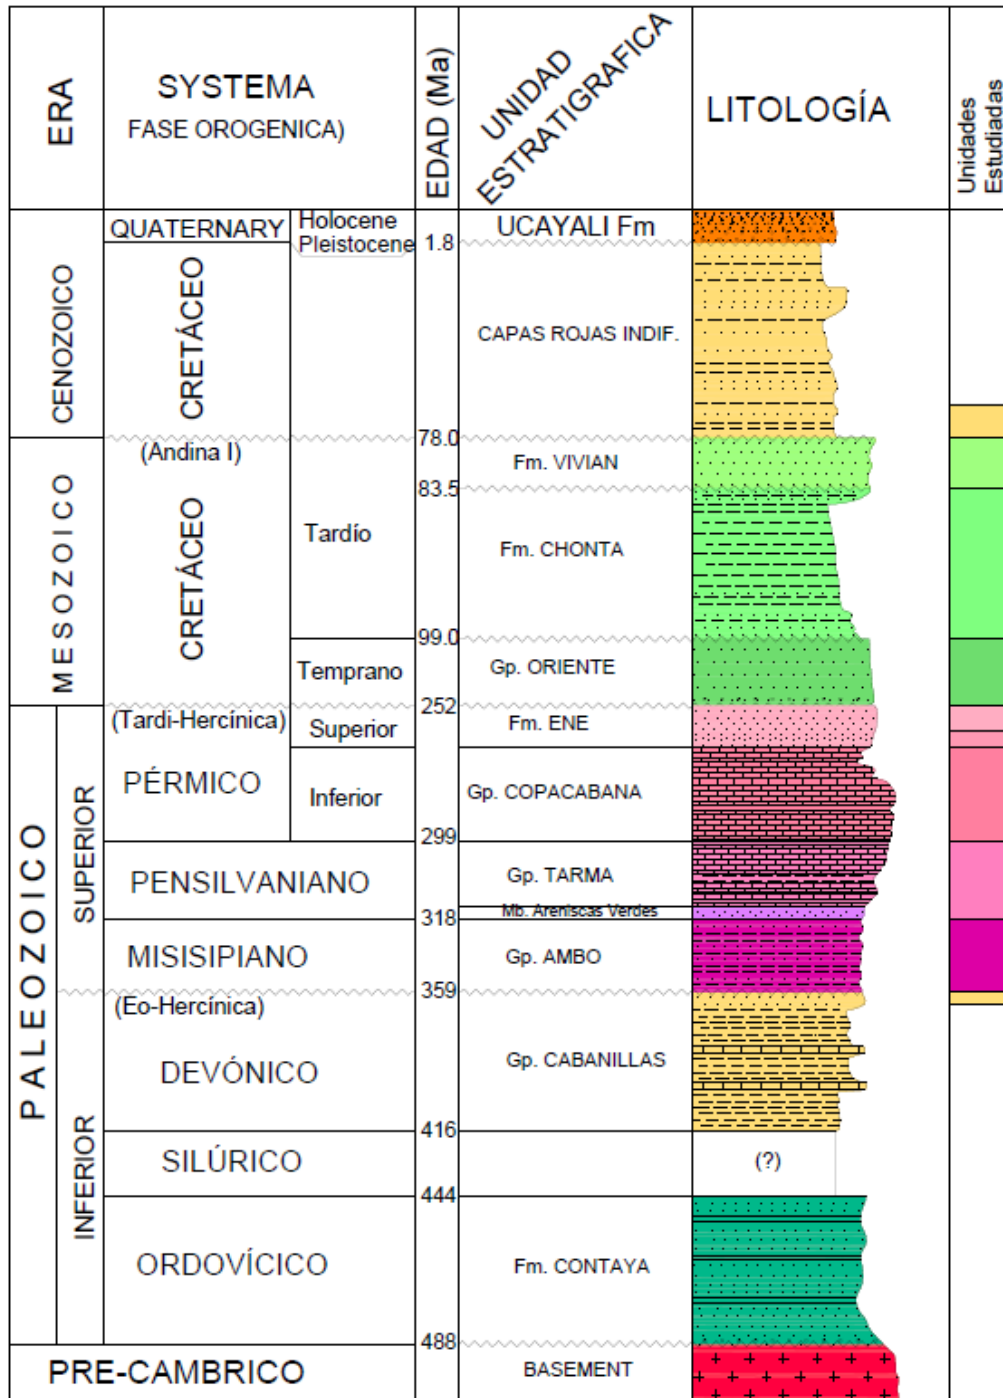 ERA
SYSTEMA
FASE OROGENICA)
EDAD (Ma)
UNIDAD
ESTRATIGRAFICA
LITOLOGÍA
Unidades
Estudiadas
CENOZOICO
QUATERNARY
Holocene
Pleistocene
1.8
UCAYALI Fm
CRETÁCEO
CAPAS ROJAS INDIF.
78.0
MESOZOICO
(Andina I)
CRETÁCEO
Tardío
Fm. VIVIAN
83.5
Fm. CHONTA
99.0
Temprano
Gp. ORIENTE
252
PALEOZOICO
SUPERIOR
(Tardi-Hercínica)
PÉRMICO
Superior
Fm. ENE
Inferior
Gp. COPACABANA
299
PENSILVANIANO
Gp. TARMA
Mb. Areniscas Verdes
318
MISISIPIANO
Gp. AMBO
359
INFERIOR
(Eo-Hercínica)
DEVÓNICO
Gp. CABANILLAS
416
SILÚRICO
(?)
444
ORDOVÍCICO
Fm. CONTAYA
488
PRE-CAMBRICO
BASEMENT